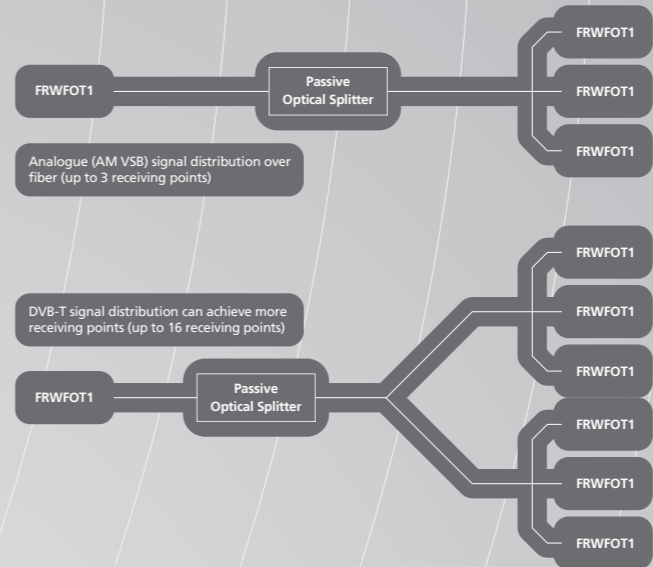 FRWFOT1
Passive
Optical Splitter
FRWFOT1
FRWFOT1
FRWFOT1
Analogue (AM VSB) signal distribution over
fiber (up to 3 receiving points)
DVB-T signal distribution can achieve more
receiving points (up to 16 receiving points)
FRWFOT1
Passive
Optical Splitter
FRWFOT1
FRWFOT1
FRWFOT1
FRWFOT1
FRWFOT1
FRWFOT1